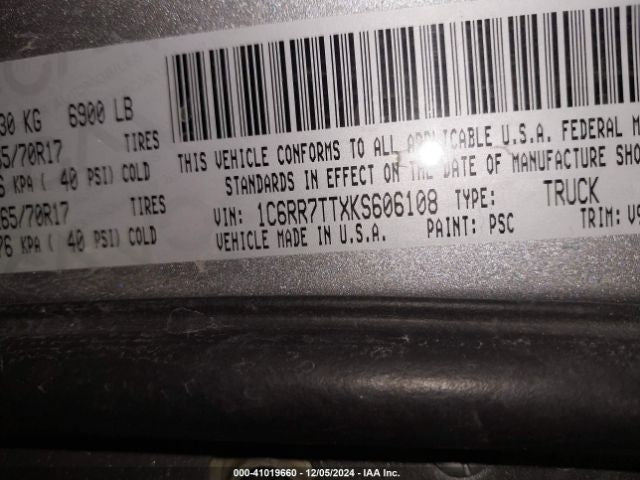 30 KG 6900 LB
65/70R17 TIRES
KPA ( 40 PSI) COLD
65/70R17 TIRES
76 KPA ( 40 PSI) COLD
THIS VEHICLE CONFORMS TO ALL APPLICABLE U.S.A. FEDERAL M
STANDARDS IN EFFECT ON THE DATE OF MANUFACTURE SHO
VIN: 1C6RR7TTXKS606108 TYPE: TRUCK
VEHICLE MADE IN U.S.A. PAINT: PSC TRIM: VS
000-41019660 - 12/05/2024 - IAA Inc.